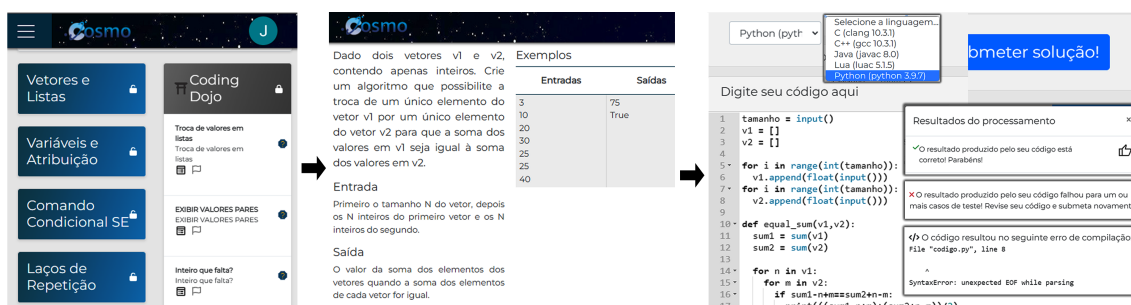 Cosmo
J
Vetores e
Listas
Variáveis e
Atribuição
Comando
Condicional SE
Laços de
Repetição
Coding
Dojo
Troca de valores em
listas
Troca de valores em
listas
EXIBIR VALORES PARES
EXIBIR VALORES PARES
Inteiro que falta?
Inteiro que falta?
Cosmo
Dado dois vetores v1 e v2,
contendo apenas inteiros. Crie
um algoritmo que possibilite a
troca de um único elemento do
vetor v1 por um único elemento
do vetor v2 para que a soma dos
valores em v1 seja igual à soma
dos valores em v2.
Entrada
Primeiro o tamanho N do vetor, depois
os N inteiros do primeiro vetor e os N
inteiros do segundo.
Saída
O valor da soma dos elementos dos
vetores quando a soma dos elementos
de cada vetor for igual.
Exemplos
Entradas Saídas
3 75
10 True
20
30
25
25
40
Python (pyth
Selecione a linguagem...
C (clang 10.3.1)
C++ (gcc 10.3.1)
Java (javac 8.0)
Lua (luac 5.1.5)
Python (python 3.9.7)
bmeter solução!
Digite seu código aqui
1 tamanho = input()
2 v1 = []
3 v2 = []
4
5 for i in range(int(tamanho)):
6 v1.append(float(input()))
7 for i in range(int(tamanho)):
8 v2.append(float(input()))
9
10 def equal_sum(v1,v2):
11 sum1 = sum(v1)
12 sum2 = sum(v2)
13
14 for n in v1:
15 for m in v2:
16 if sum1-n+m==sum2+n-m:
Resultados do processamento ×
O resultado produzido pelo seu código está
correto! Parabéns!
O resultado produzido pelo seu código falhou para um ou
mais casos de teste! Revise seu código e submeta novament
</> O código resultou no seguinte erro de compilação
File "codigo.py", line 8
^
SyntaxError: unexpected EOF while parsing